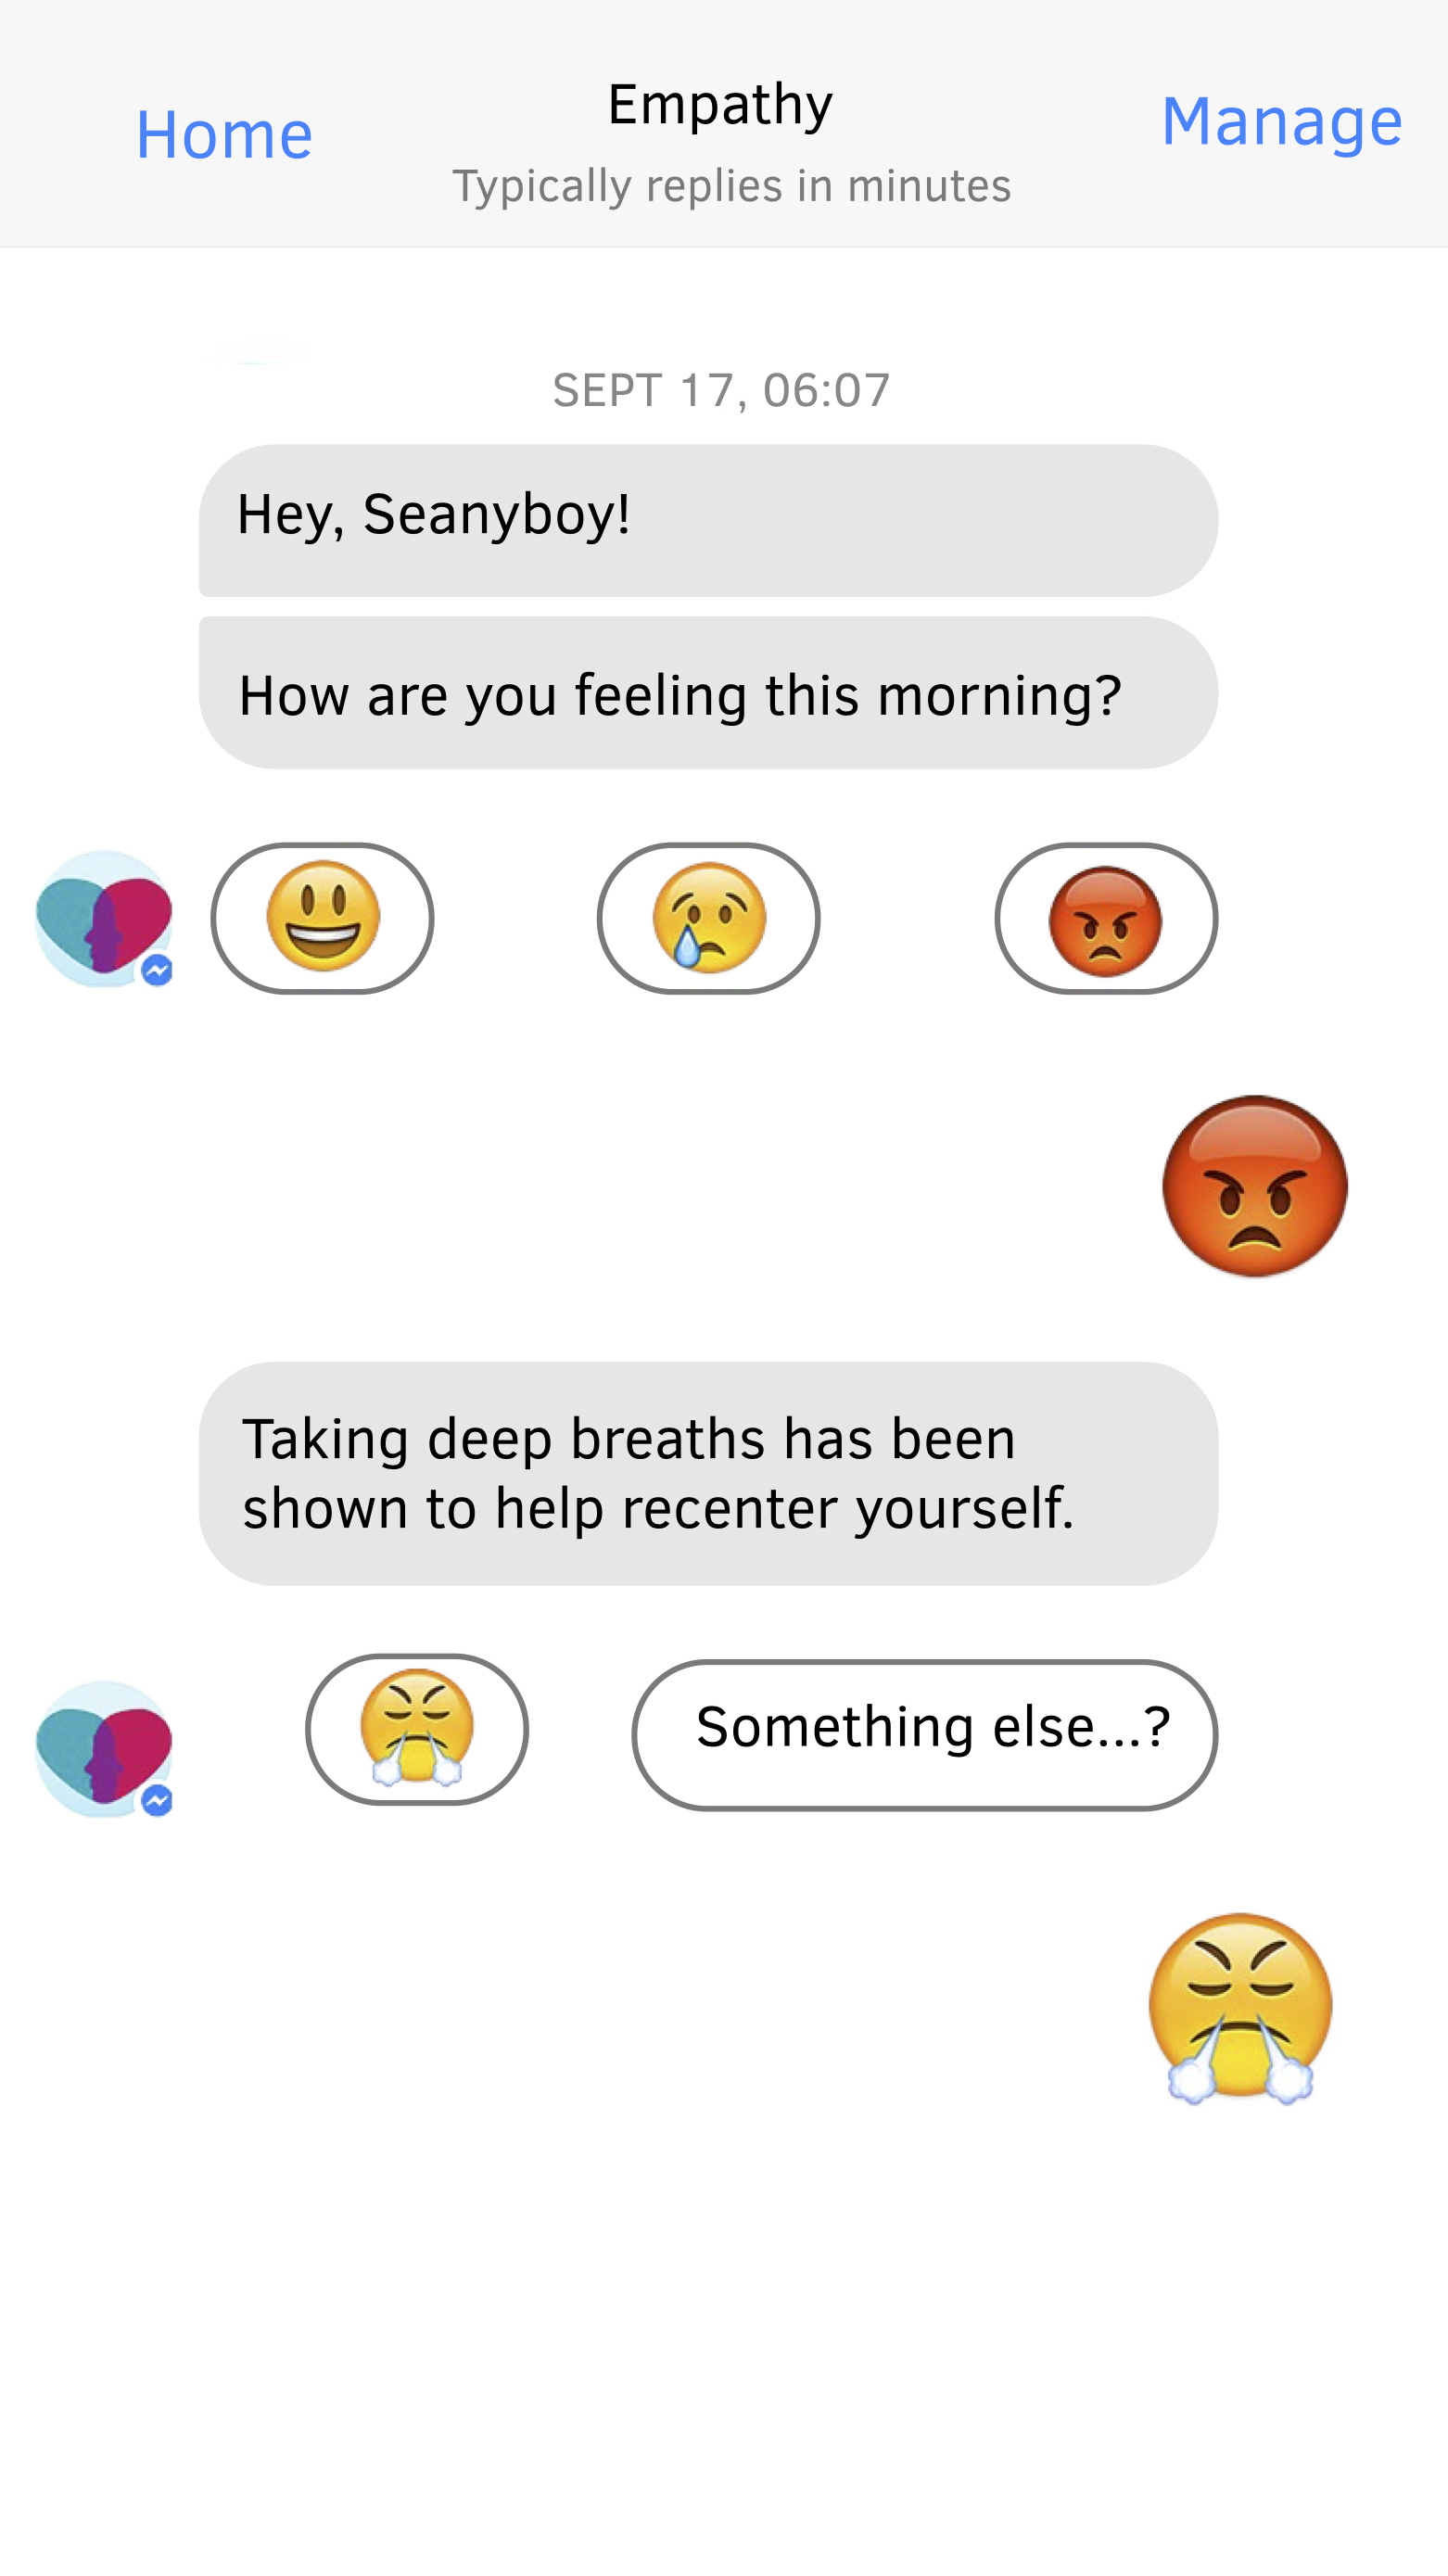 Home
Empathy
Manage
Typically replies in minutes
SEPT 17, 06:07
Hey, Seanyboy!
How are you feeling this morning?
Taking deep breaths has been
shown to help recenter yourself.
Something else...?